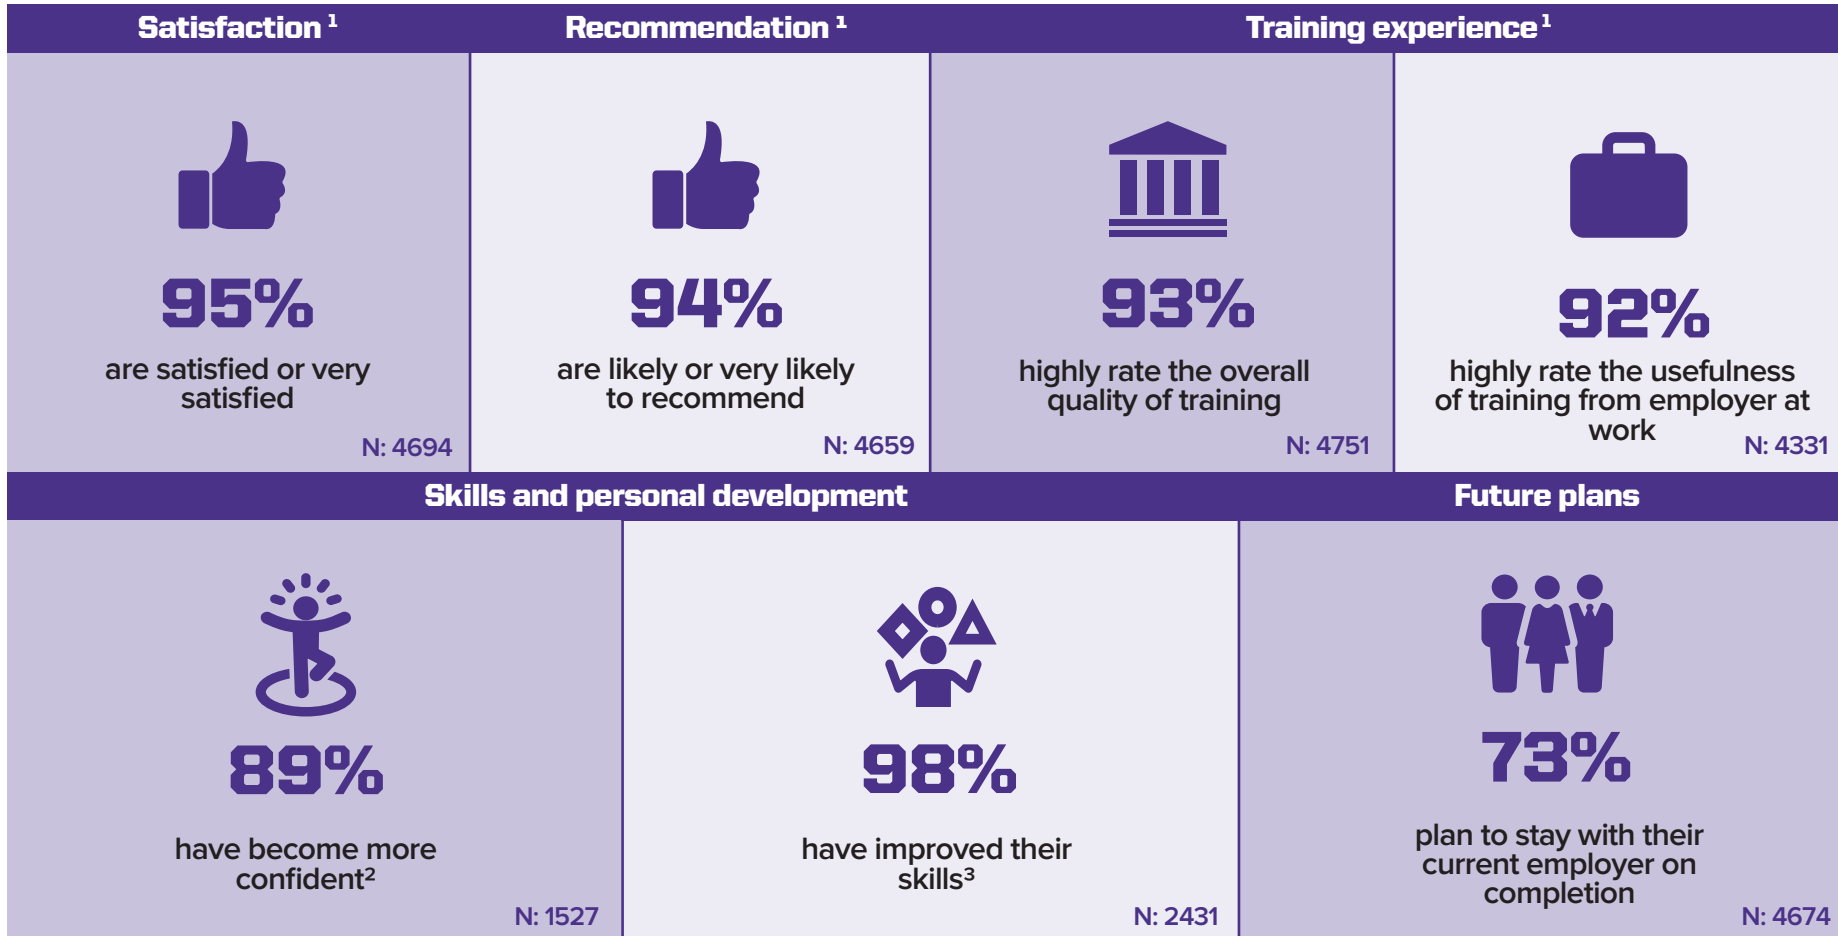 Satisfaction ¹
Recommendation ¹
Training experience ¹
95%
are satisfied or very
satisfied
N: 4694
94%
are likely or very likely
to recommend
N: 4659
93%
highly rate the overall
quality of training
N: 4751
92%
highly rate the usefulness
of training from employer at
work
N: 4331
Skills and personal development
Future plans
89%
have become more
confident²
N: 1527
98%
have improved their
skills³
N: 2431
73%
plan to stay with their
current employer on
completion
N: 4674